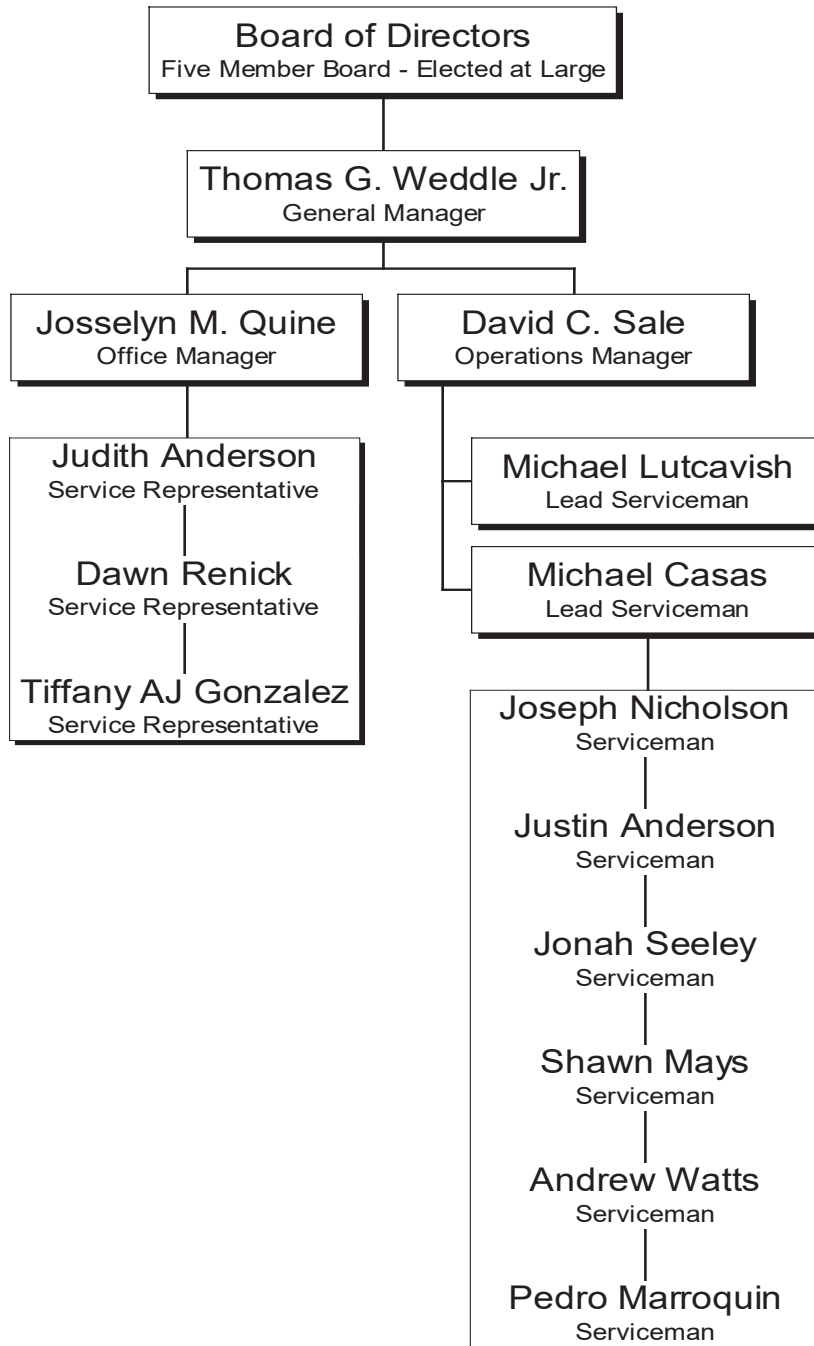 Board of Directors
Five Member Board - Elected at Large
Thomas G. Weddle Jr.
General Manager
Josselyn M. Quine
Office Manager
David C. Sale
Operations Manager
Judith Anderson
Service Representative
Dawn Renick
Service Representative
Tiffany AJ Gonzalez
Service Representative
Michael Lutcavish
Lead Serviceman
Michael Casas
Lead Serviceman
Joseph Nicholson
Serviceman
Justin Anderson
Serviceman
Jonah Seeley
Serviceman
Shawn Mays
Serviceman
Andrew Watts
Serviceman
Pedro Marroquin
Serviceman